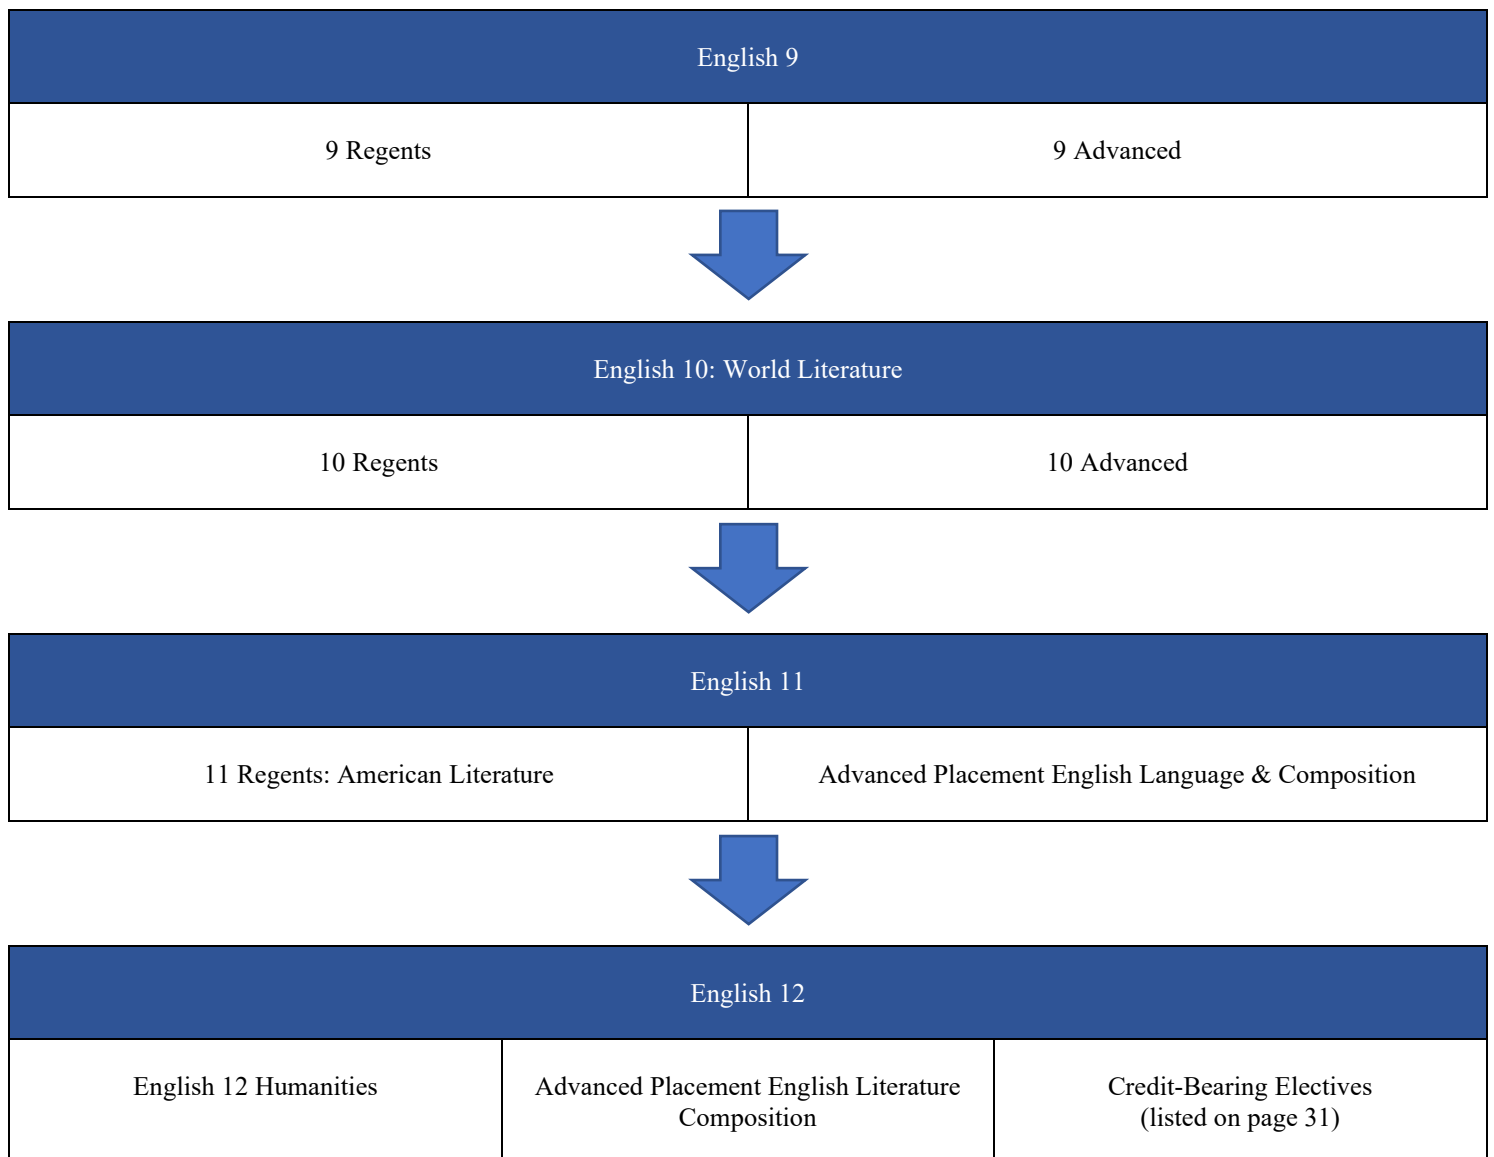 English 9
9 Regents
9 Advanced
English 10: World Literature
10 Regents
10 Advanced
English 11
11 Regents: American Literature
Advanced Placement English Language & Composition
English 12
English 12 Humanities
Advanced Placement English Literature
Composition
Credit-Bearing Electives
(listed on page 31)